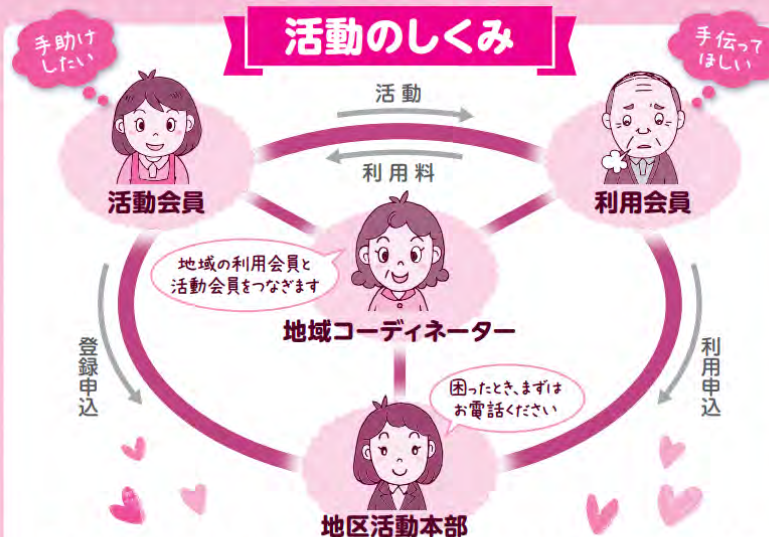 活動のしくみ
手助け
したい
手伝って
ほしい
活動
利用料
活動会員
利用会員
地域の利用会員と
活動会員をつなぎます
地域コーディネーター
登録申込
利用申込
困ったとき、まずは
お電話ください
地区活動本部